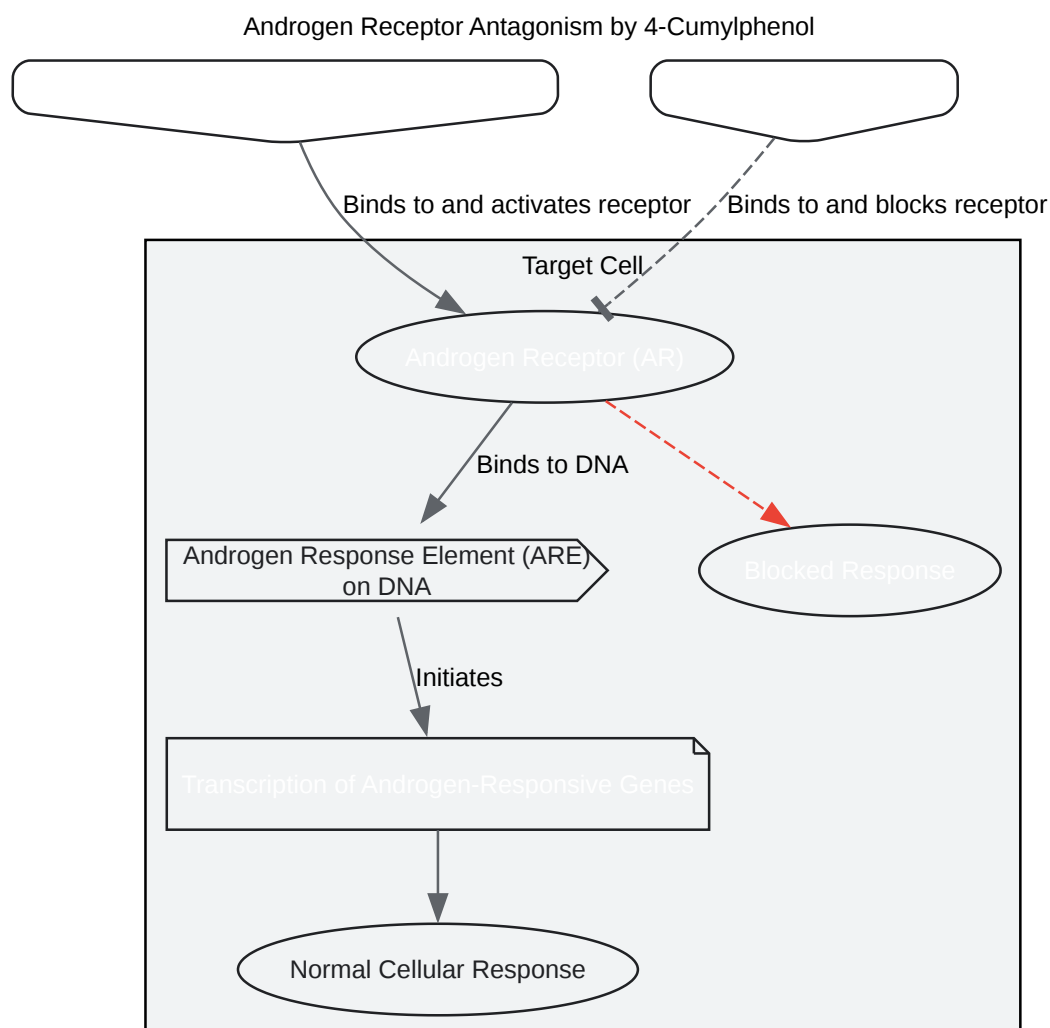 Androgen Receptor Antagonism by 4-Cumylphenol
Binds to and activates receptor
Binds to and blocks receptor
Target Cell
Androgen Receptor (AR)
Binds to DNA
Androgen Response Element (ARE)
on DNA
Blocked Response
Initiates
Transcription of Androgen-Responsive Genes
Normal Cellular Response